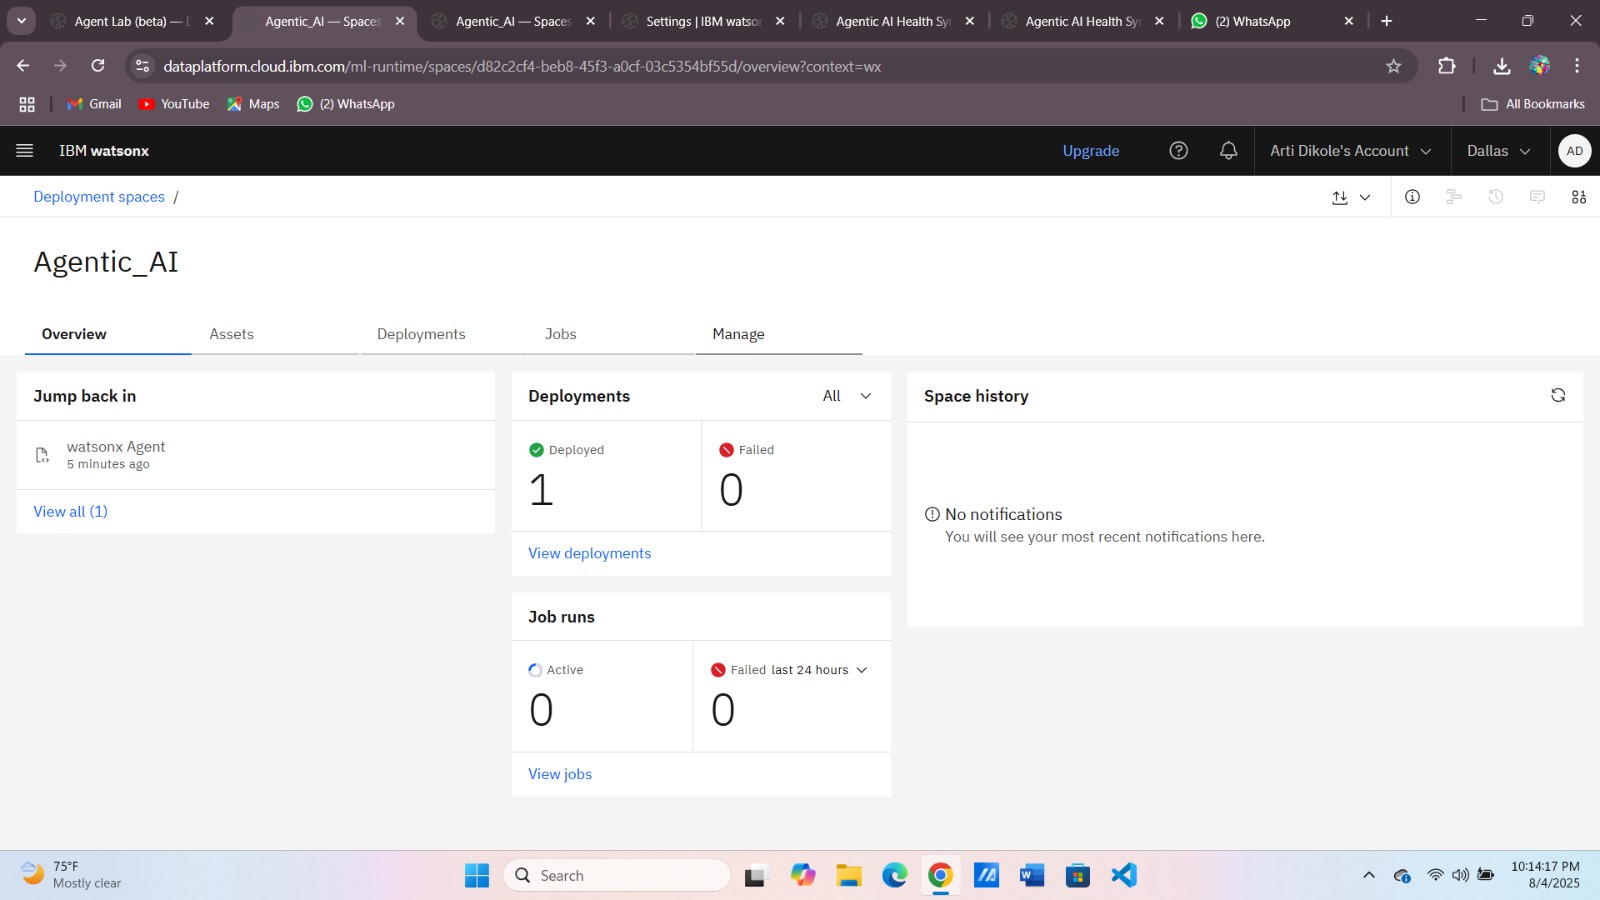 Agent Lab (beta) — D
Agentic_AI — Spaces
Agentic_AI — Spaces
Settings | IBM watson
Agentic AI Health Sy
Agentic AI Health Sy
(2) WhatsApp
dataplatform.cloud.ibm.com/ml-runtime/spaces/d82c2cf4-beb8-45f3-a0cf-03c5354bf55d/overview?context=wx
Gmail
YouTube
Maps
(2) WhatsApp
All Bookmarks
IBM watsonx
Upgrade
Arti Dikole's Account
Dallas
AD
Deployment spaces /
Agentic_AI
Overview
Assets
Deployments
Jobs
Manage
Jump back in
watsonx Agent
5 minutes ago
View all (1)
Deployments
All
Deployed
1
Failed
0
View deployments
Job runs
Active
0
Failed last 24 hours
0
View jobs
Space history
No notifications
You will see your most recent notifications here.
75°F
Mostly clear
Search
10:14:17 PM
8/4/2025